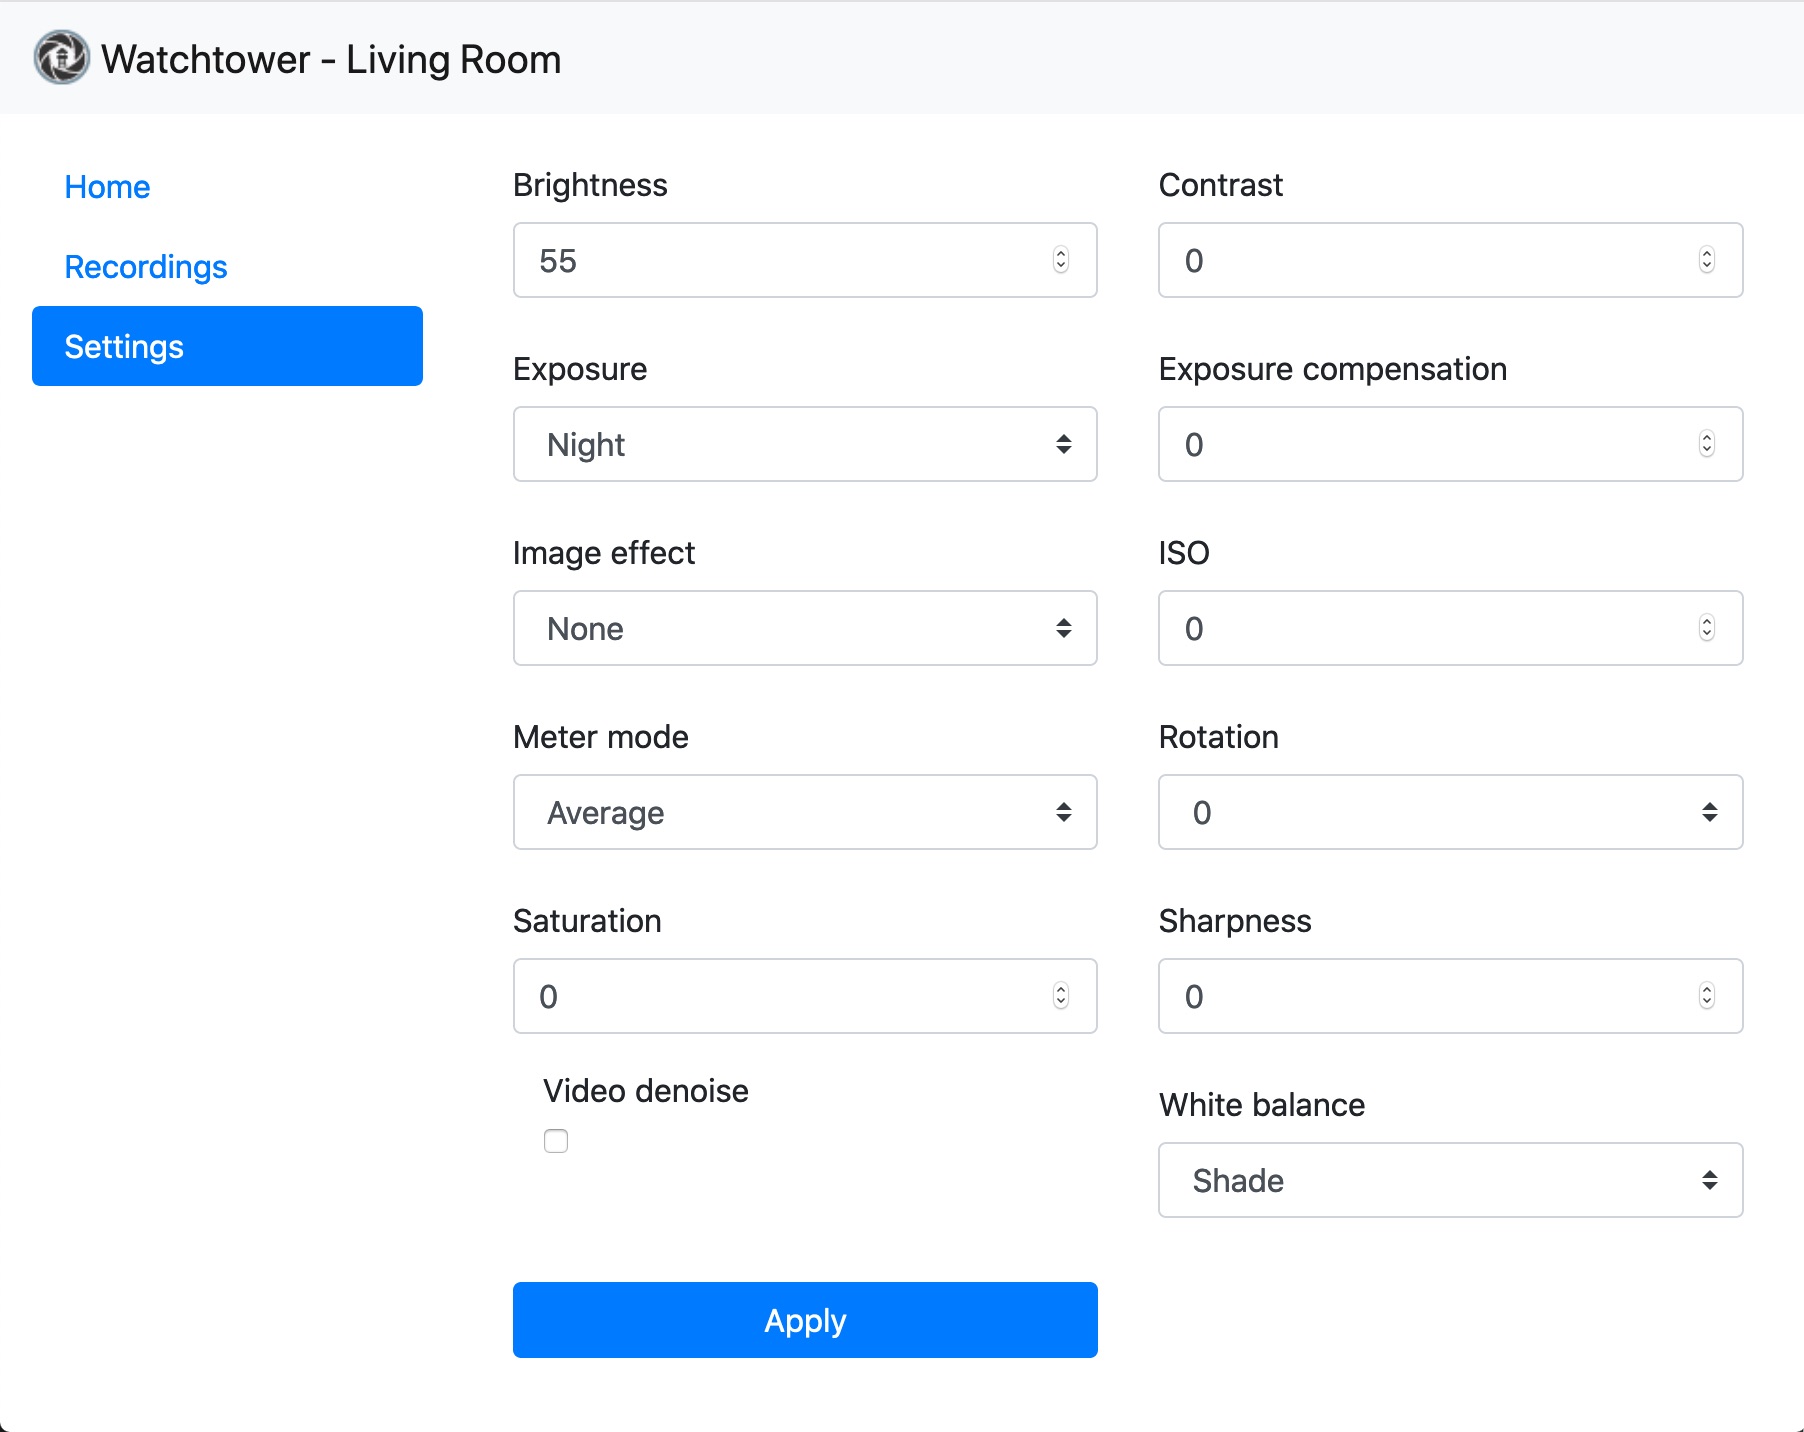 Watchtower - Living Room
Home
Recordings
Settings
Brightness
55
Contrast
0
Exposure
Night
Exposure compensation
0
Image effect
None
ISO
0
Meter mode
Average
Rotation
0
Saturation
0
Sharpness
0
Video denoise
White balance
Shade
Apply